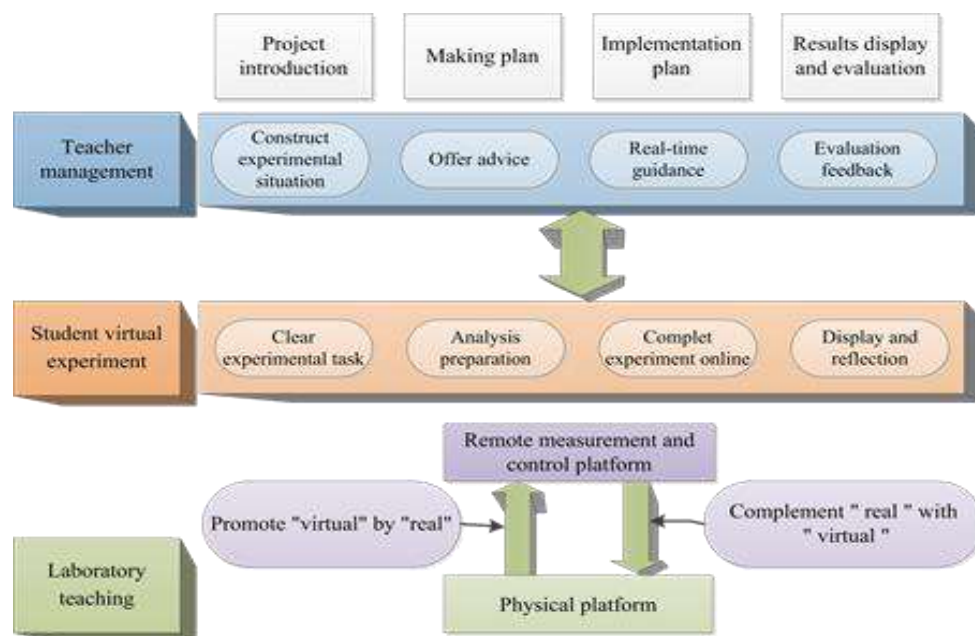 Project
introduction
Making plan
Implementation
plan
Results display
and evaluation
Teacher
management
Construct
experimental
situation
Offer advice
Real-time
guidance
Evaluation
feedback
Student virtual
experiment
Clear
experimental task
Analysis
preparation
Complet
experiment online
Display and
reflection
Remote measurement and
control platform
Promote "virtual" by "real"
Complement " real " with
" virtual "
Laboratory
teaching
Physical platform